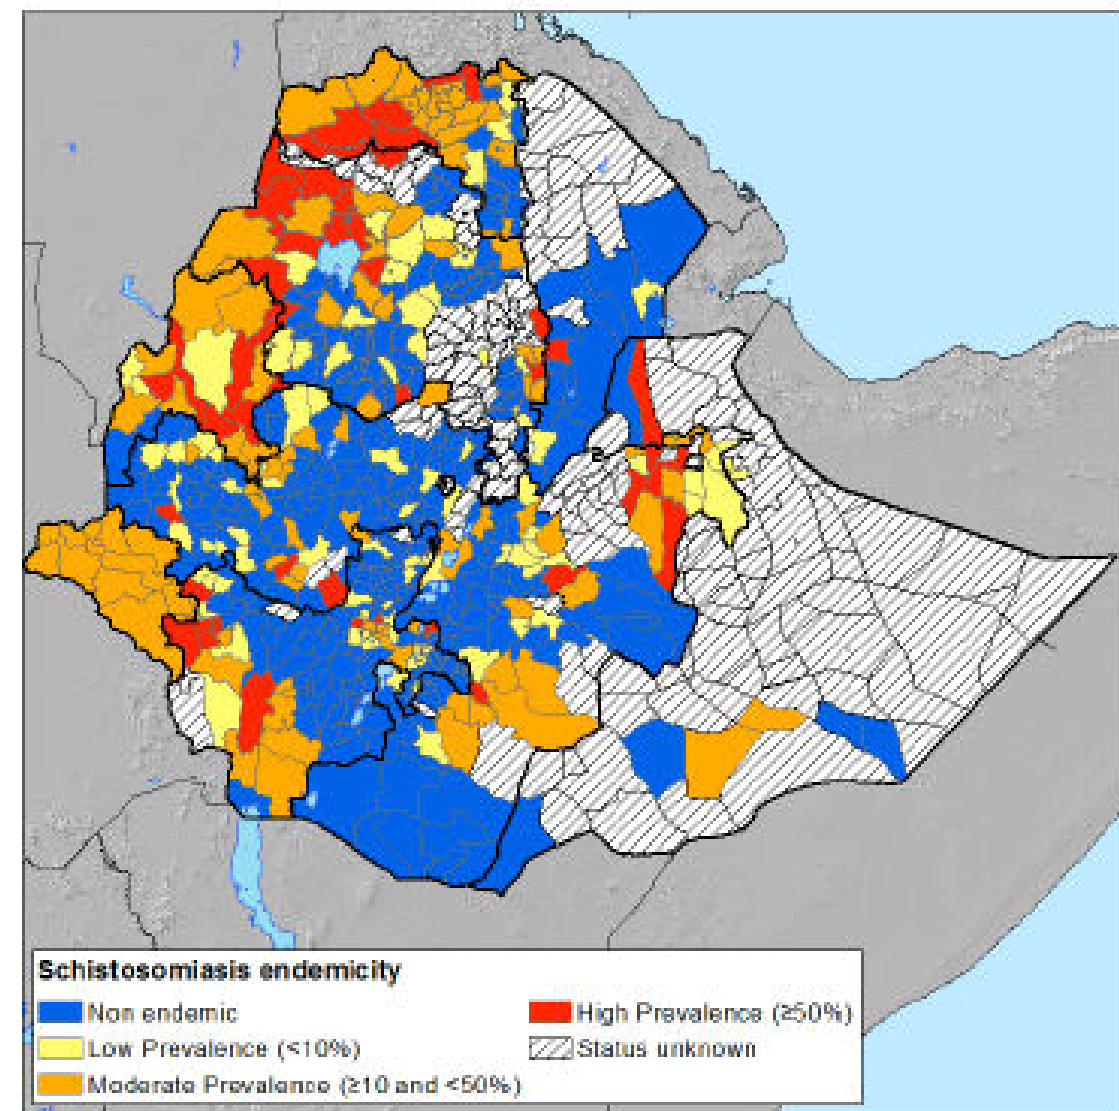 Schistosomiasis endemicity
Non endemic
High Prevalence (≥50%)
Low Prevalence (<10%)
Status unknown
Moderate Prevalence (≥10 and <50%)